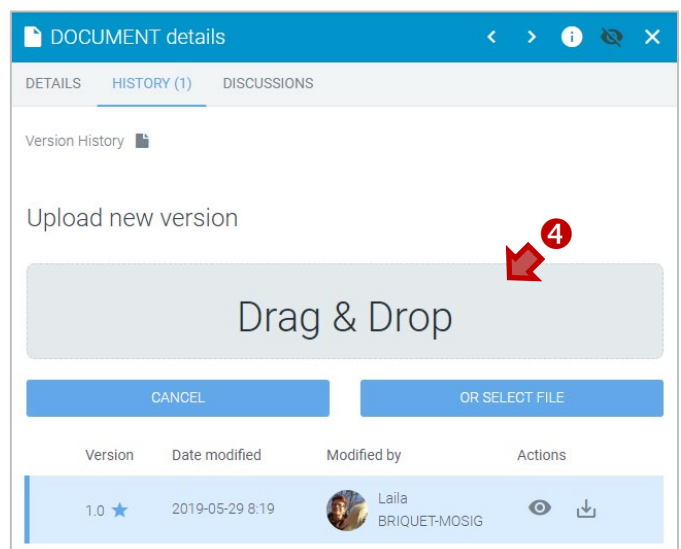 DOCUMENT details
DETAILS HISTORY (1) DISCUSSIONS
Version History
Upload new version
4
Drag & Drop
CANCEL OR SELECT FILE
Version Date modified Modified by Actions
1.0 2019-05-29 8:19 Laila
BRIQUET-MOSIG